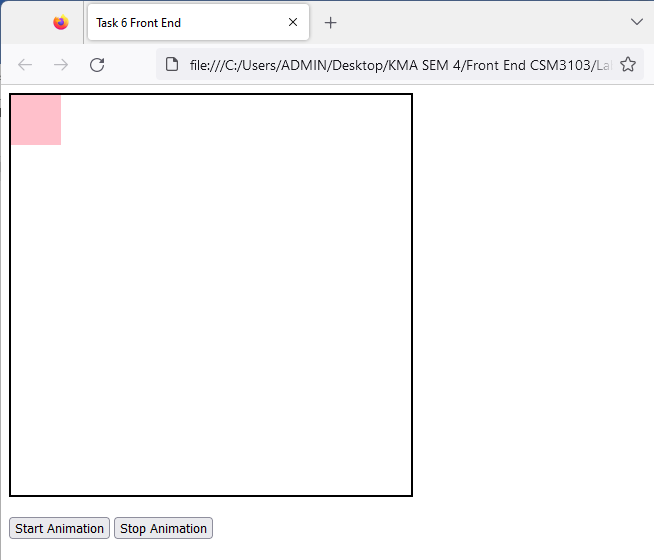 Task 6 Front End
file:///C:/Users/ADMIN/Desktop/KMA SEM 4/Front End CSM3103/La
Start Animation Stop Animation